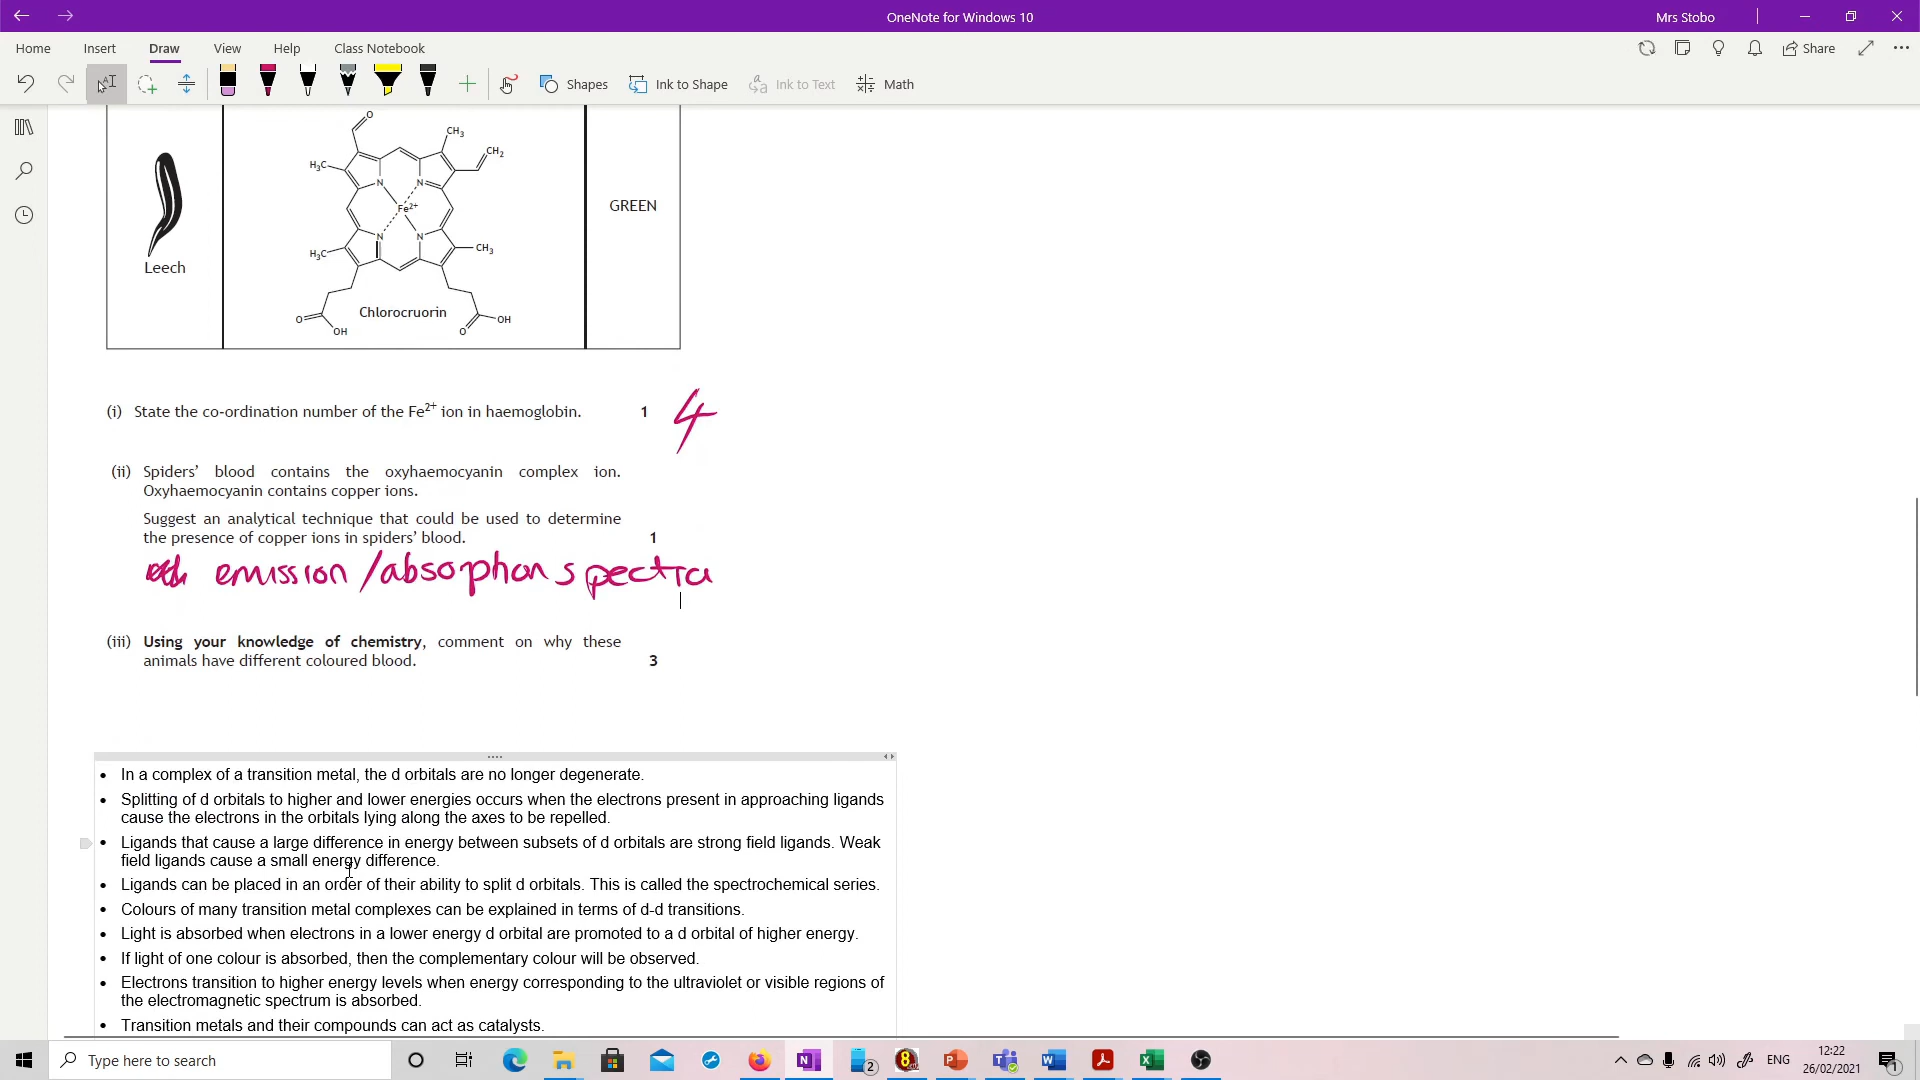 OneNote for Windows 10
Mrs Stobo
Home Insert Draw View Help Class Notebook
Share
Shapes Ink to Shape Ink to Text Math
O
CH3
CH2
H3C
N N
Fe2+
N N
H3C
CH3
Leech
GREEN
Chlorocruorin
O OH
O OH
(i) State the co-ordination number of the Fe2+ ion in haemoglobin. 1 4
(ii) Spiders' blood contains the oxyhaemocyanin complex ion.
Oxyhaemocyanin contains copper ions.
Suggest an analytical technique that could be used to determine
the presence of copper ions in spiders' blood. 1
emission/absorption spectra
(iii) Using your knowledge of chemistry, comment on why these
animals have different coloured blood. 3
• In a complex of a transition metal, the d orbitals are no longer degenerate.
• Splitting of d orbitals to higher and lower energies occurs when the electrons present in approaching ligands
cause the electrons in the orbitals lying along the axes to be repelled.
• Ligands that cause a large difference in energy between subsets of d orbitals are strong field ligands. Weak
field ligands cause a small energy difference.
• Ligands can be placed in an order of their ability to split d orbitals. This is called the spectrochemical series.
• Colours of many transition metal complexes can be explained in terms of d-d transitions.
• Light is absorbed when electrons in a lower energy d orbital are promoted to a d orbital of higher energy.
• If light of one colour is absorbed, then the complementary colour will be observed.
• Electrons transition to higher energy levels when energy corresponding to the ultraviolet or visible regions of
the electromagnetic spectrum is absorbed.
• Transition metals and their compounds can act as catalysts.
Type here to search
ENG
12:22
26/02/2021